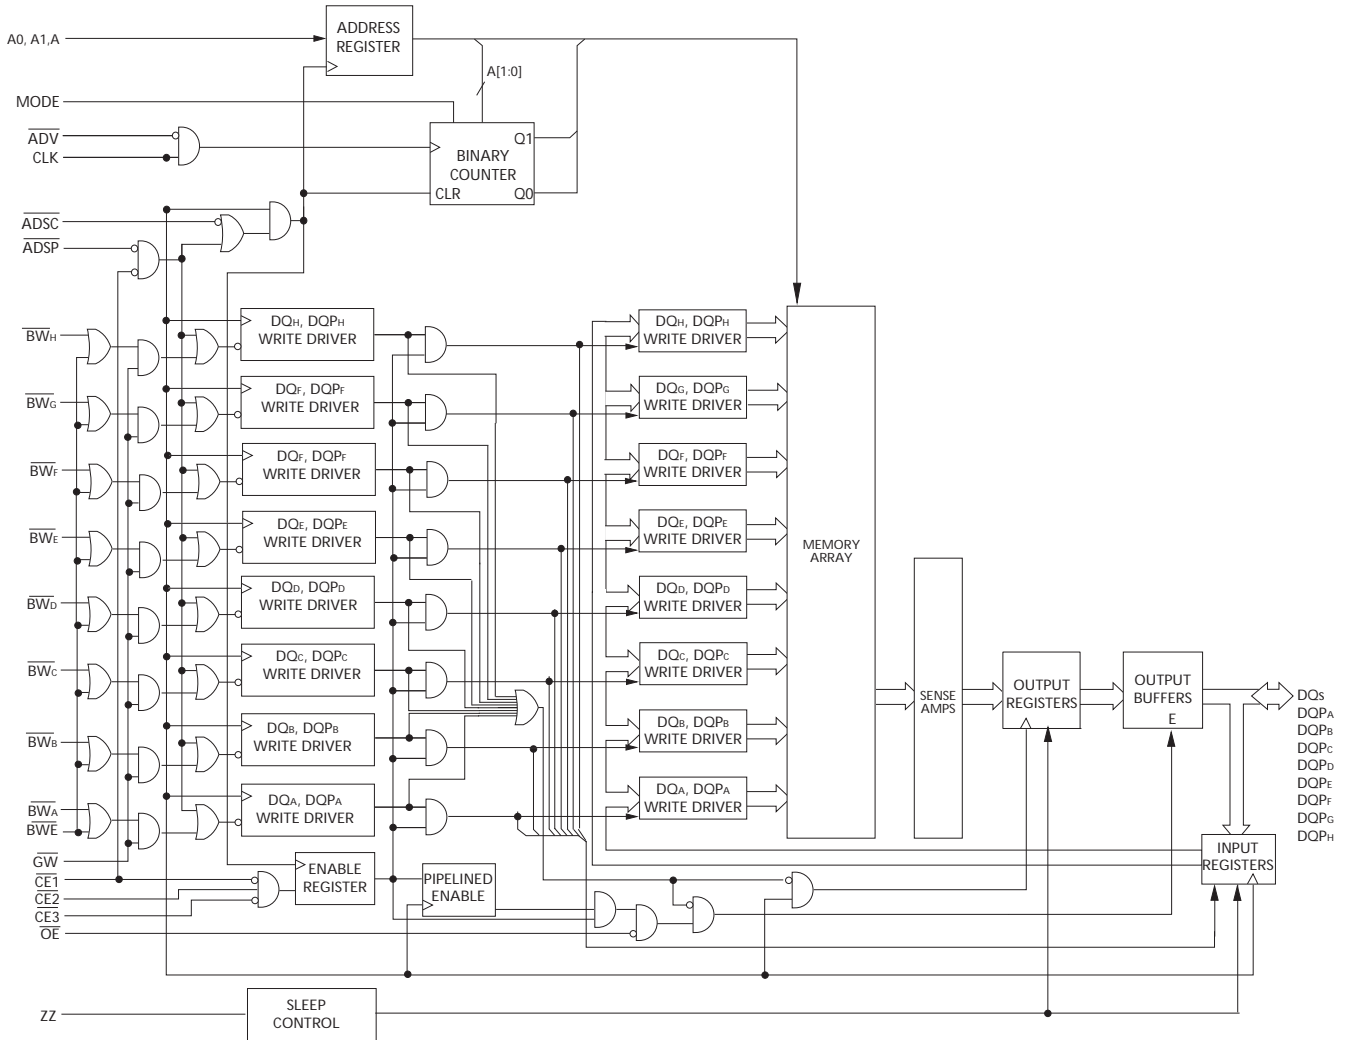 A0, A1,A
ADDRESS
REGISTER
A[1:0]
MODE
ADV
CLK
BINARY
COUNTER
Q1
CLR
Q0
ADSC
ADSP
BWH
DQH, DQPH
WRITE DRIVER
DQH, DQPH
WRITE DRIVER
BWG
DQF, DQPF
WRITE DRIVER
DQG, DQPG
WRITE DRIVER
BWF
DQF, DQPF
WRITE DRIVER
DQF, DQPF
WRITE DRIVER
BWE
DQE, DQPE
WRITE DRIVER
DQE, DQPE
WRITE DRIVER
MEMORY
ARRAY
BWD
DQD, DQPD
WRITE DRIVER
DQD, DQPD
WRITE DRIVER
BWC
DQC, DQPC
WRITE DRIVER
DQC, DQPC
WRITE DRIVER
SENSE
AMPS
OUTPUT
REGISTERS
OUTPUT
BUFFERS
E
DQs
DQPA
DQPB
DQPC
DQPD
DQPE
DQPF
DQPG
DQPH
BWB
DQB, DQPB
WRITE DRIVER
DQB, DQPB
WRITE DRIVER
BWA
BWE
DQA, DQPA
WRITE DRIVER
DQA, DQPA
WRITE DRIVER
INPUT
REGISTERS
GW
CE1
CE2
CE3
OE
ENABLE
REGISTER
PIPELINED
ENABLE
ZZ
SLEEP
CONTROL